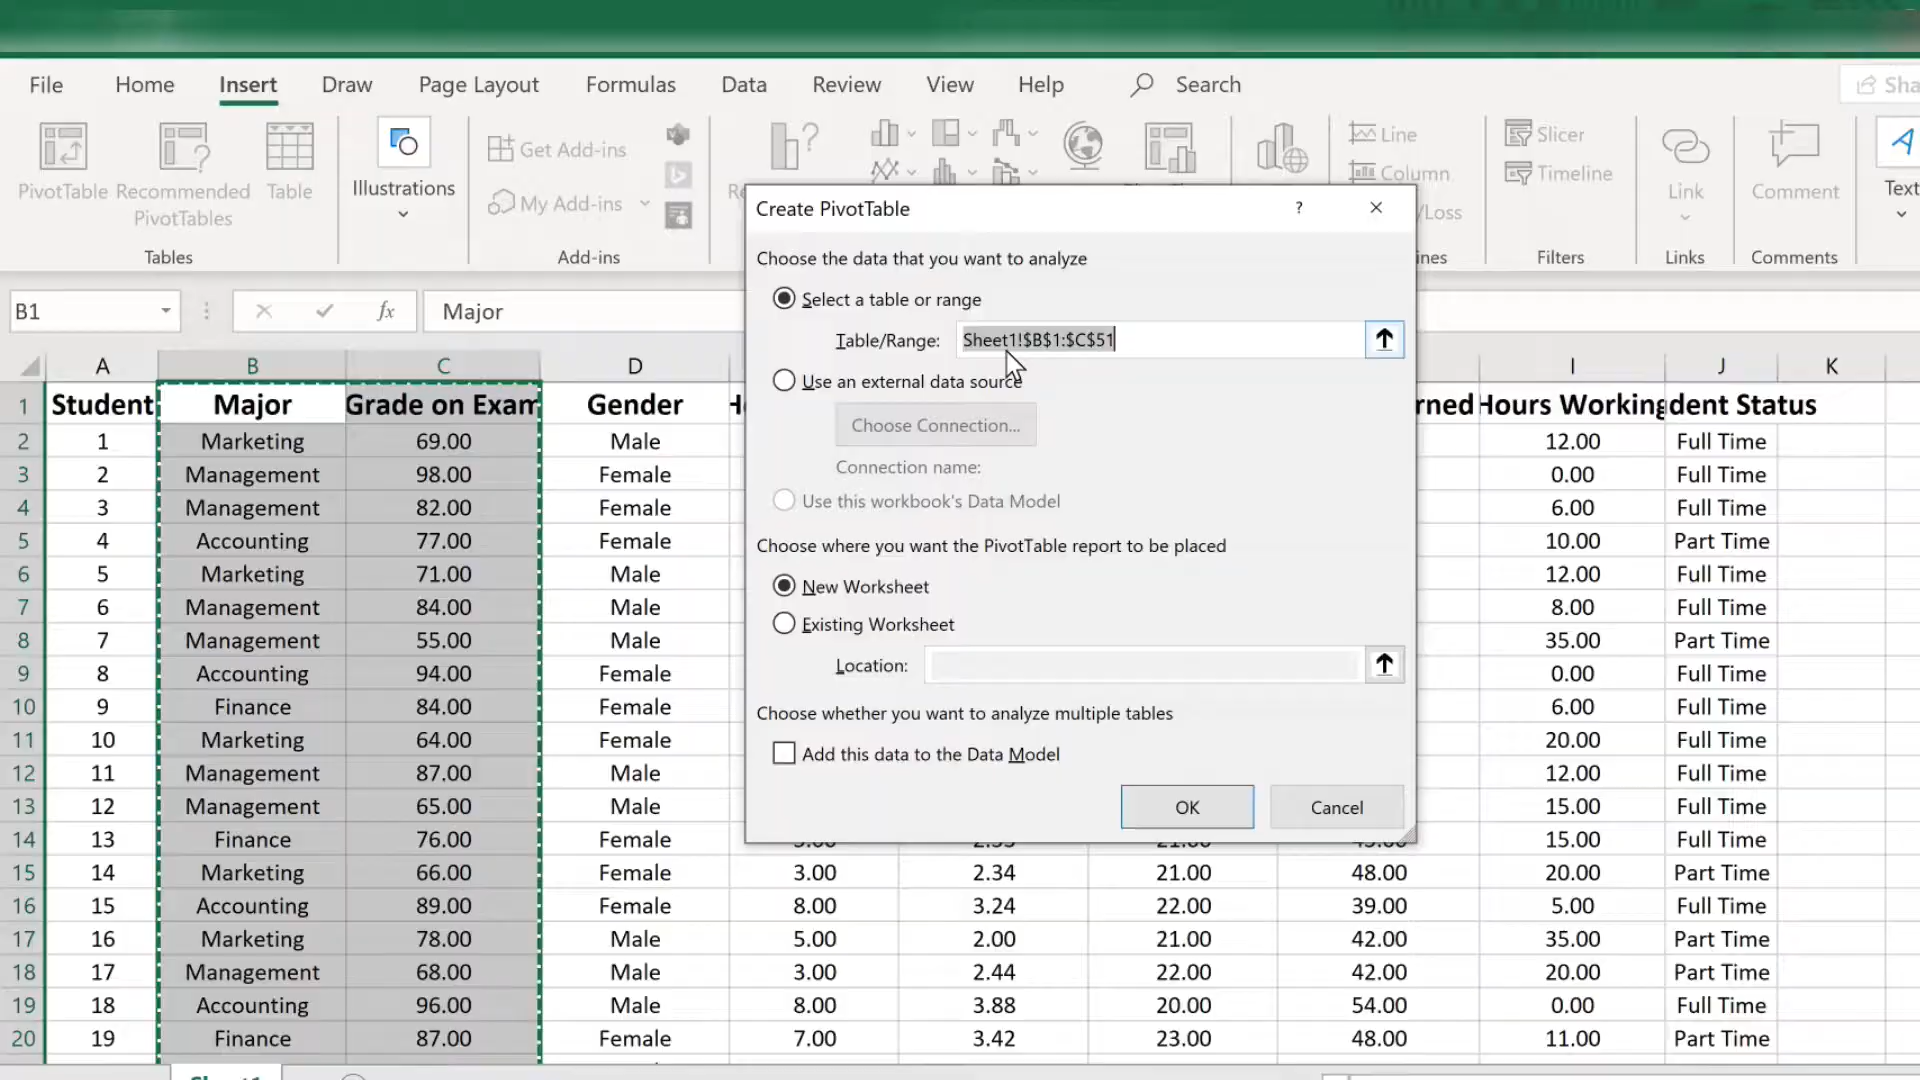 File Home Insert Draw Page Layout Formulas Data Review View Help Search
PivotTable Recommended PivotTables Table
Tables
Illustrations
Get Add-ins
My Add-ins
Add-ins
Line
Column
/Loss
Slicer
Timeline
Filters
Link
Links
Comment
Comments
Text
B1 fx Major
Create PivotTable ? ×
Choose the data that you want to analyze
Select a table or range
Table/Range: Sheet1!$B$1:$C$51
Use an external data source
Choose Connection...
Connection name:
Use this workbook's Data Model
Choose where you want the PivotTable report to be placed
New Worksheet
Existing Worksheet
Location:
Choose whether you want to analyze multiple tables
Add this data to the Data Model
OK Cancel
A B C D I J K
1 Student Major Grade on Exam Gender Hours Working dent Status
2 1 Marketing 69.00 Male 12.00 Full Time
3 2 Management 98.00 Female 0.00 Full Time
4 3 Management 82.00 Female 6.00 Full Time
5 4 Accounting 77.00 Female 10.00 Part Time
6 5 Marketing 71.00 Male 12.00 Full Time
7 6 Management 84.00 Male 8.00 Full Time
8 7 Management 55.00 Male 35.00 Part Time
9 8 Accounting 94.00 Female 0.00 Full Time
10 9 Finance 84.00 Female 6.00 Full Time
11 10 Marketing 64.00 Female 20.00 Full Time
12 11 Management 87.00 Male 12.00 Full Time
13 12 Management 65.00 Male 15.00 Full Time
14 13 Finance 76.00 Female 15.00 Full Time
15 14 Marketing 66.00 Female 3.00 2.34 21.00 48.00 20.00 Part Time
16 15 Accounting 89.00 Female 8.00 3.24 22.00 39.00 5.00 Full Time
17 16 Marketing 78.00 Male 5.00 2.00 21.00 42.00 35.00 Part Time
18 17 Management 68.00 Male 3.00 2.44 22.00 42.00 20.00 Part Time
19 18 Accounting 96.00 Male 8.00 3.88 20.00 54.00 0.00 Full Time
20 19 Finance 87.00 Female 7.00 3.42 23.00 48.00 11.00 Part Time